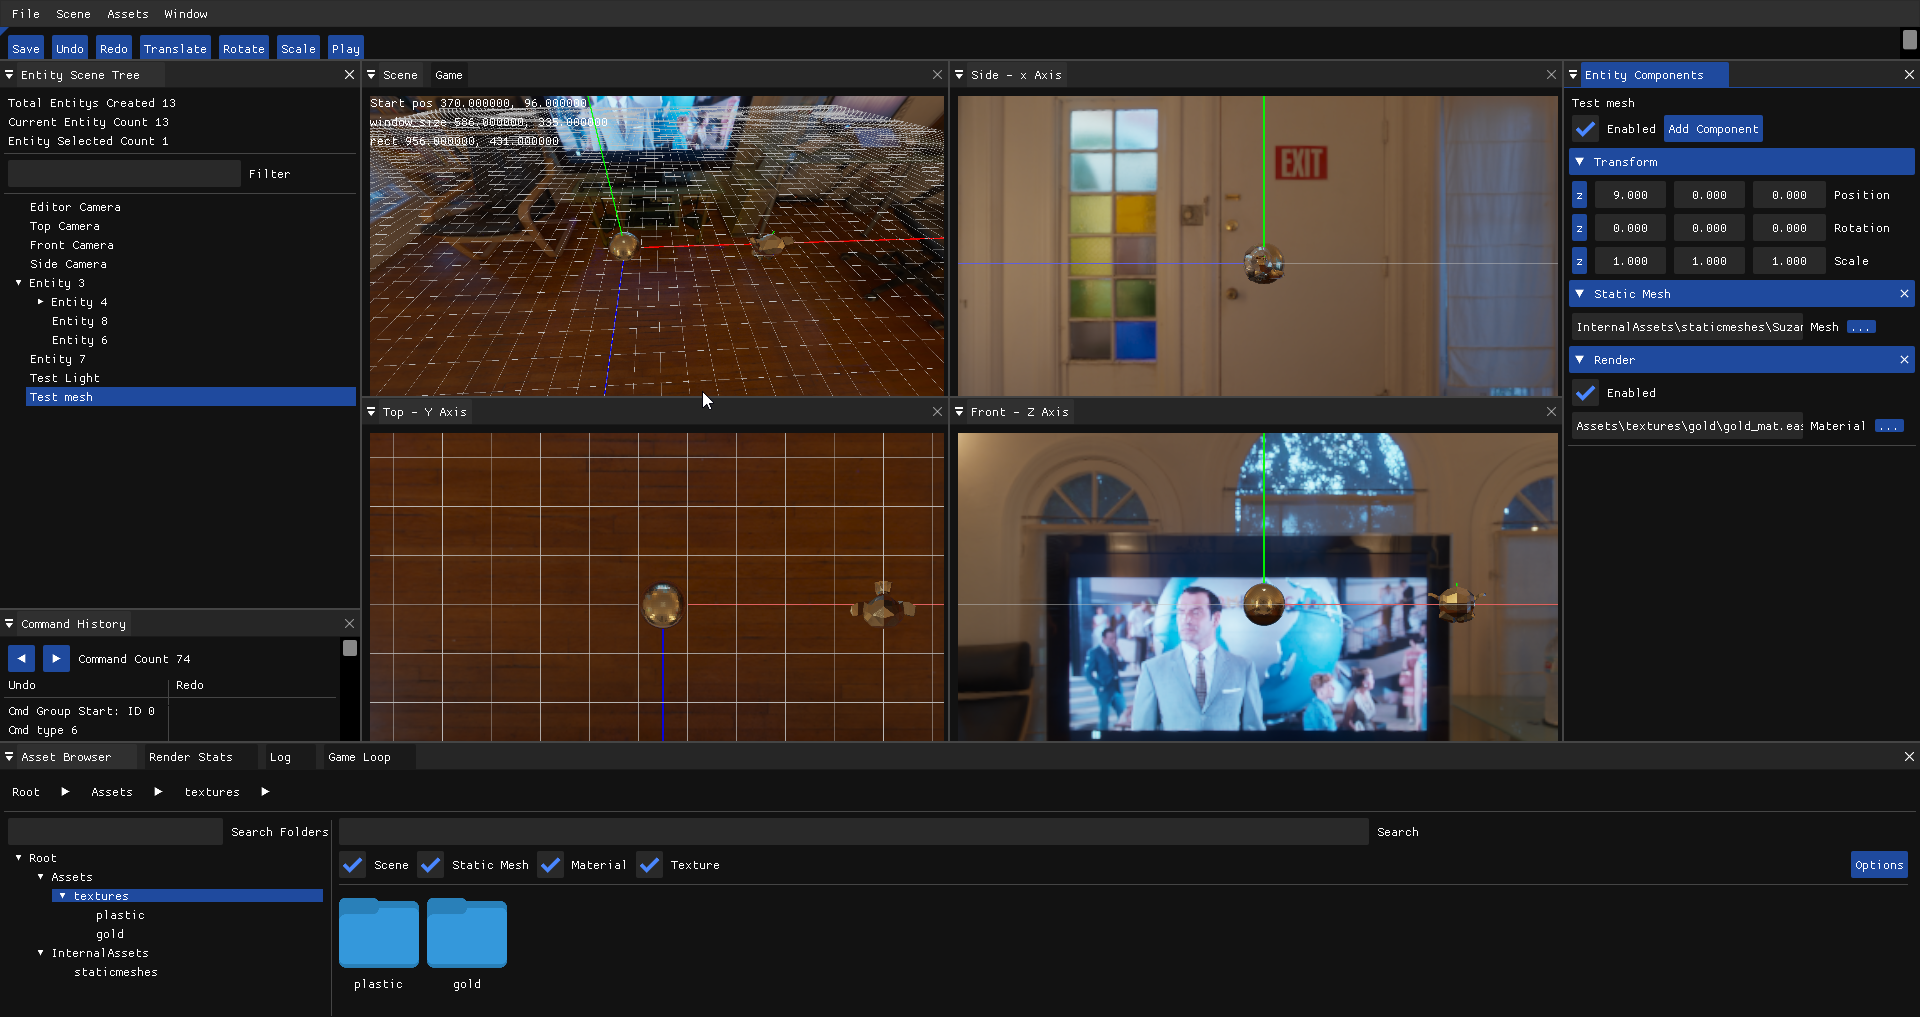 File Scene Assets Window
Save Undo Redo Translate Rotate Scale Play
Entity Scene Tree
Total Entitys Created 13
Current Entity Count 13
Entity Selected Count 1
Filter
Editor Camera
Top Camera
Front Camera
Side Camera
Entity 3
Entity 4
Entity 8
Entity 6
Entity 7
Test Light
Test mesh
Command History
Command Count 74
Undo Redo
Cmd Group Start: ID 0
Cmd type 6
Scene Game
Start pos 370.000000, 96.000000
window size 586.000000, 335.000000
rect 956.000000, 431.000000
Side - x Axis
EXIT
Top - Y Axis
Front - Z Axis
Entity Components
Test mesh
Enabled Add Component
Transform
z 9.000 0.000 0.000 Position
z 0.000 0.000 0.000 Rotation
z 1.000 1.000 1.000 Scale
Static Mesh
InternalAssets\staticmeshes\Suzan Mesh ...
Render
Enabled
Assets\textures\gold\gold_mat.eas Material ...
Asset Browser Render Stats Log Game Loop
Root Assets textures
Search Folders
Root
Assets
textures
plastic
gold
InternalAssets
staticmeshes
Search
Scene Static Mesh Material Texture Options
plastic gold